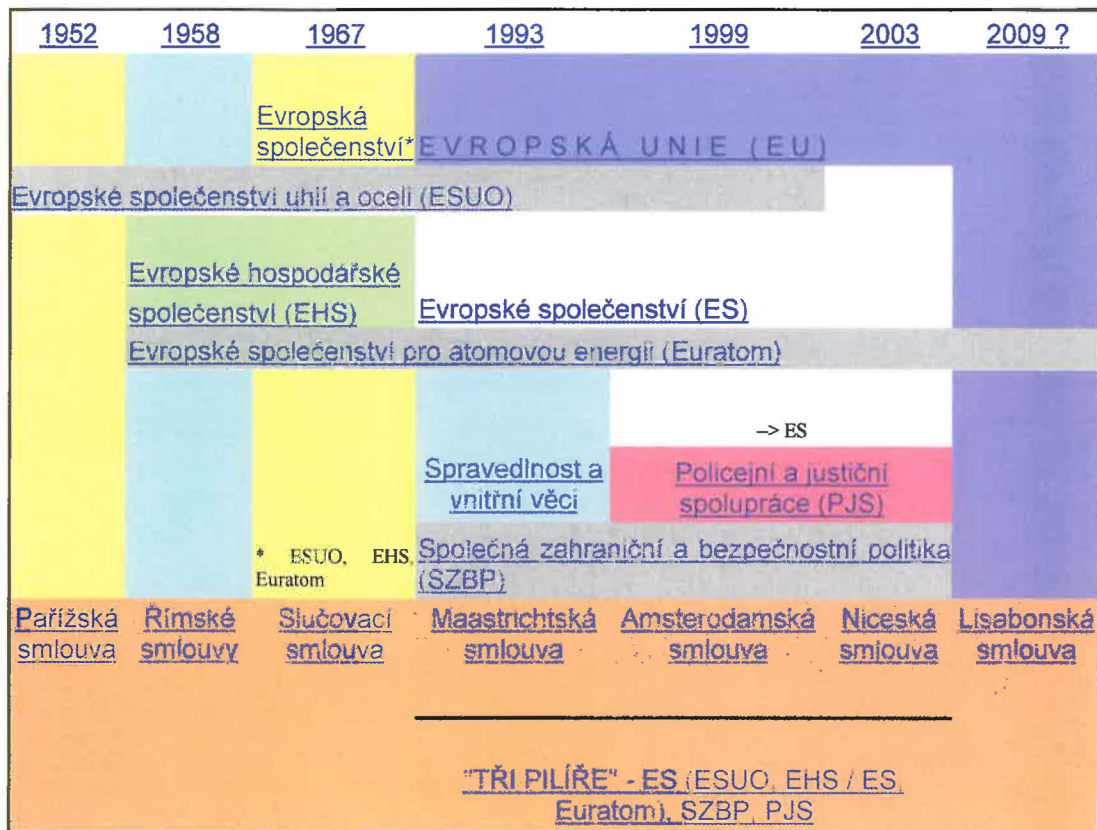 1952 1958 1967 1993 1999 2003 2009 ?
Evropská
společenství* EVROPSKÁ UNIE (EU)
Evropské společenství uhlí a oceli (ESUO)
Evropské hospodářské
společenství (EHS) Evropské společenství (ES)
Evropské společenství pro atomovou energii (Euratom)
–> ES
Spravedlnost a Policejní a justiční
vnitřní věci spolupráce (PJS)
* ESUO, EHS, Společná zahraniční a bezpečnostní politika
Euratom (SZBP)
Pařížská Římské Slučovací Maastrichtská Amsterodamská Niceská Lisabonská
smlouva smlouvy smlouva smlouva smlouva smlouva smlouva
"TŘI PILÍŘE" - ES (ESUO, EHS / ES,
Euratom), SZBP, PJS